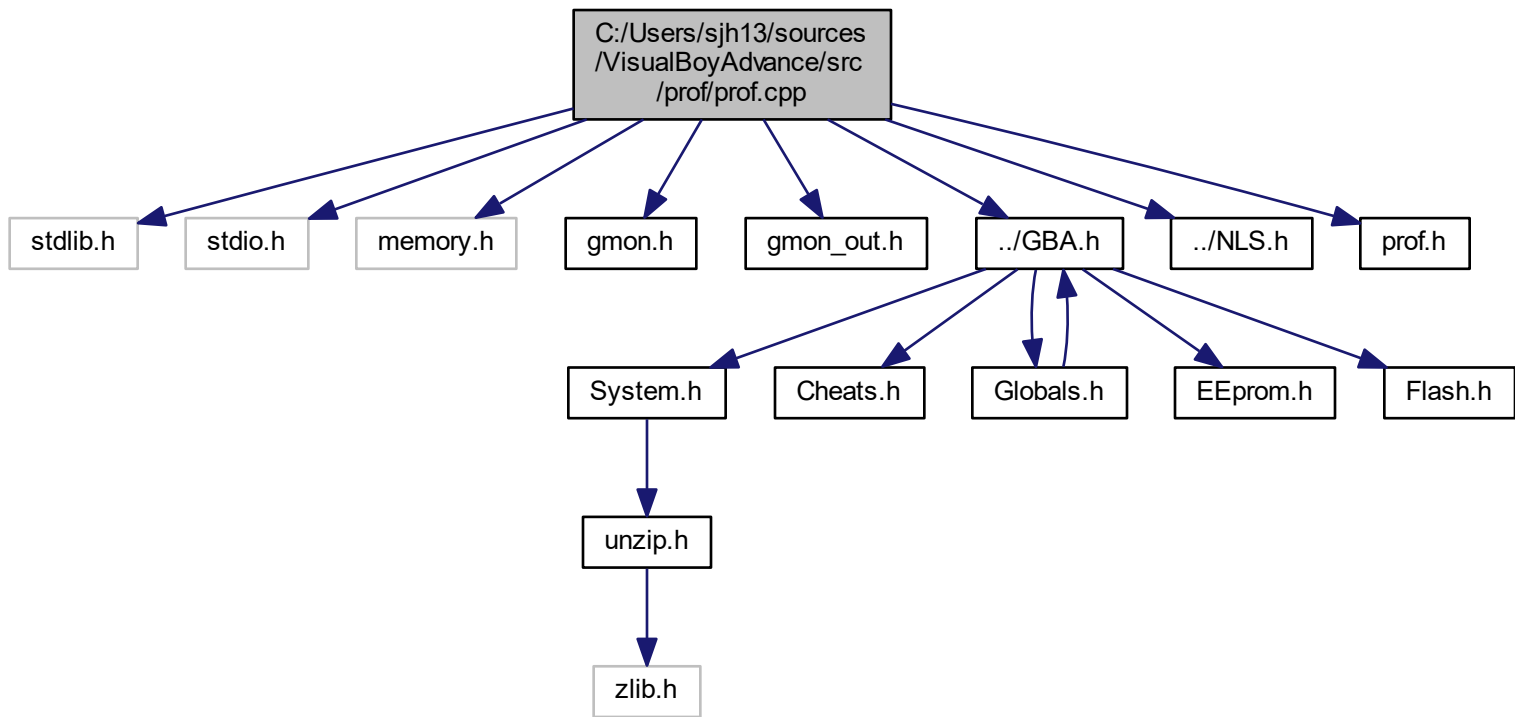 C:/Users/sjh13/sources
/VisualBoyAdvance/src
/prof/prof.cpp
stdlib.h
stdio.h
memory.h
gmon.h
gmon_out.h
../GBA.h
../NLS.h
prof.h
System.h
Cheats.h
Globals.h
EEprom.h
Flash.h
unzip.h
zlib.h